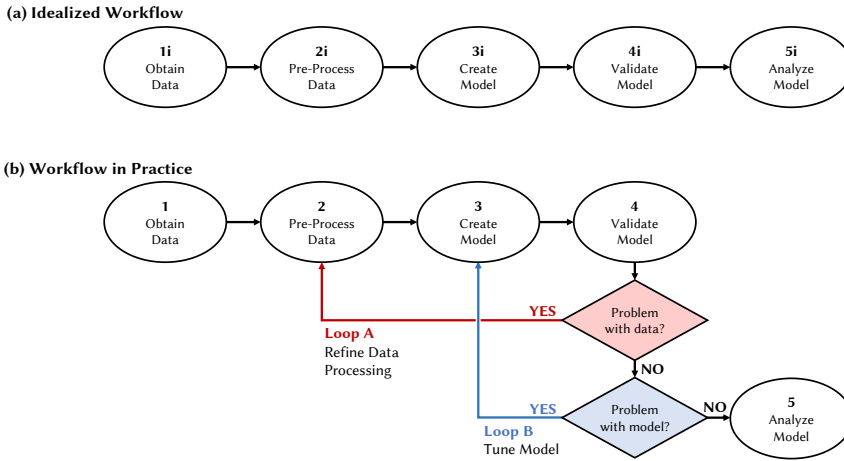 (a) Idealized Workflow
1i
Obtain
Data
2i
Pre-Process
Data
3i
Create
Model
4i
Validate
Model
5i
Analyze
Model
(b) Workflow in Practice
1
Obtain
Data
2
Pre-Process
Data
3
Create
Model
4
Validate
Model
YES
Problem
with data?
Loop A
Refine Data
Processing
NO
YES
Problem
with model?
NO
5
Analyze
Model
Loop B
Tune Model